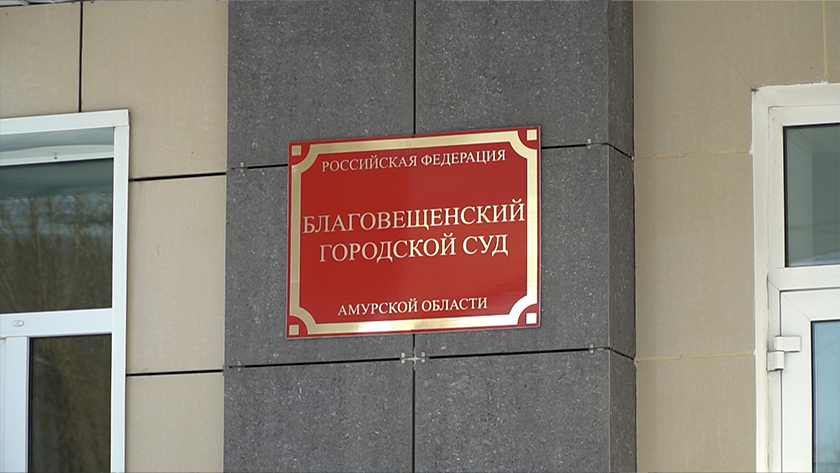 РОССИЙСКАЯ ФЕДЕРАЦИЯ
БЛАГОВЕЩЕНСКИЙ
ГОРОДСКОЙ СУД
АМУРСКОЙ ОБЛАСТИ